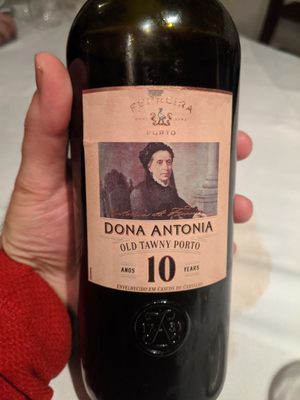 FERREIRA
PORTO
DONA ANTONIA
OLD TAWNY PORTO
ANOS 10 YEARS
ENVELHECIDO EM CASCOS DE CARVALHO